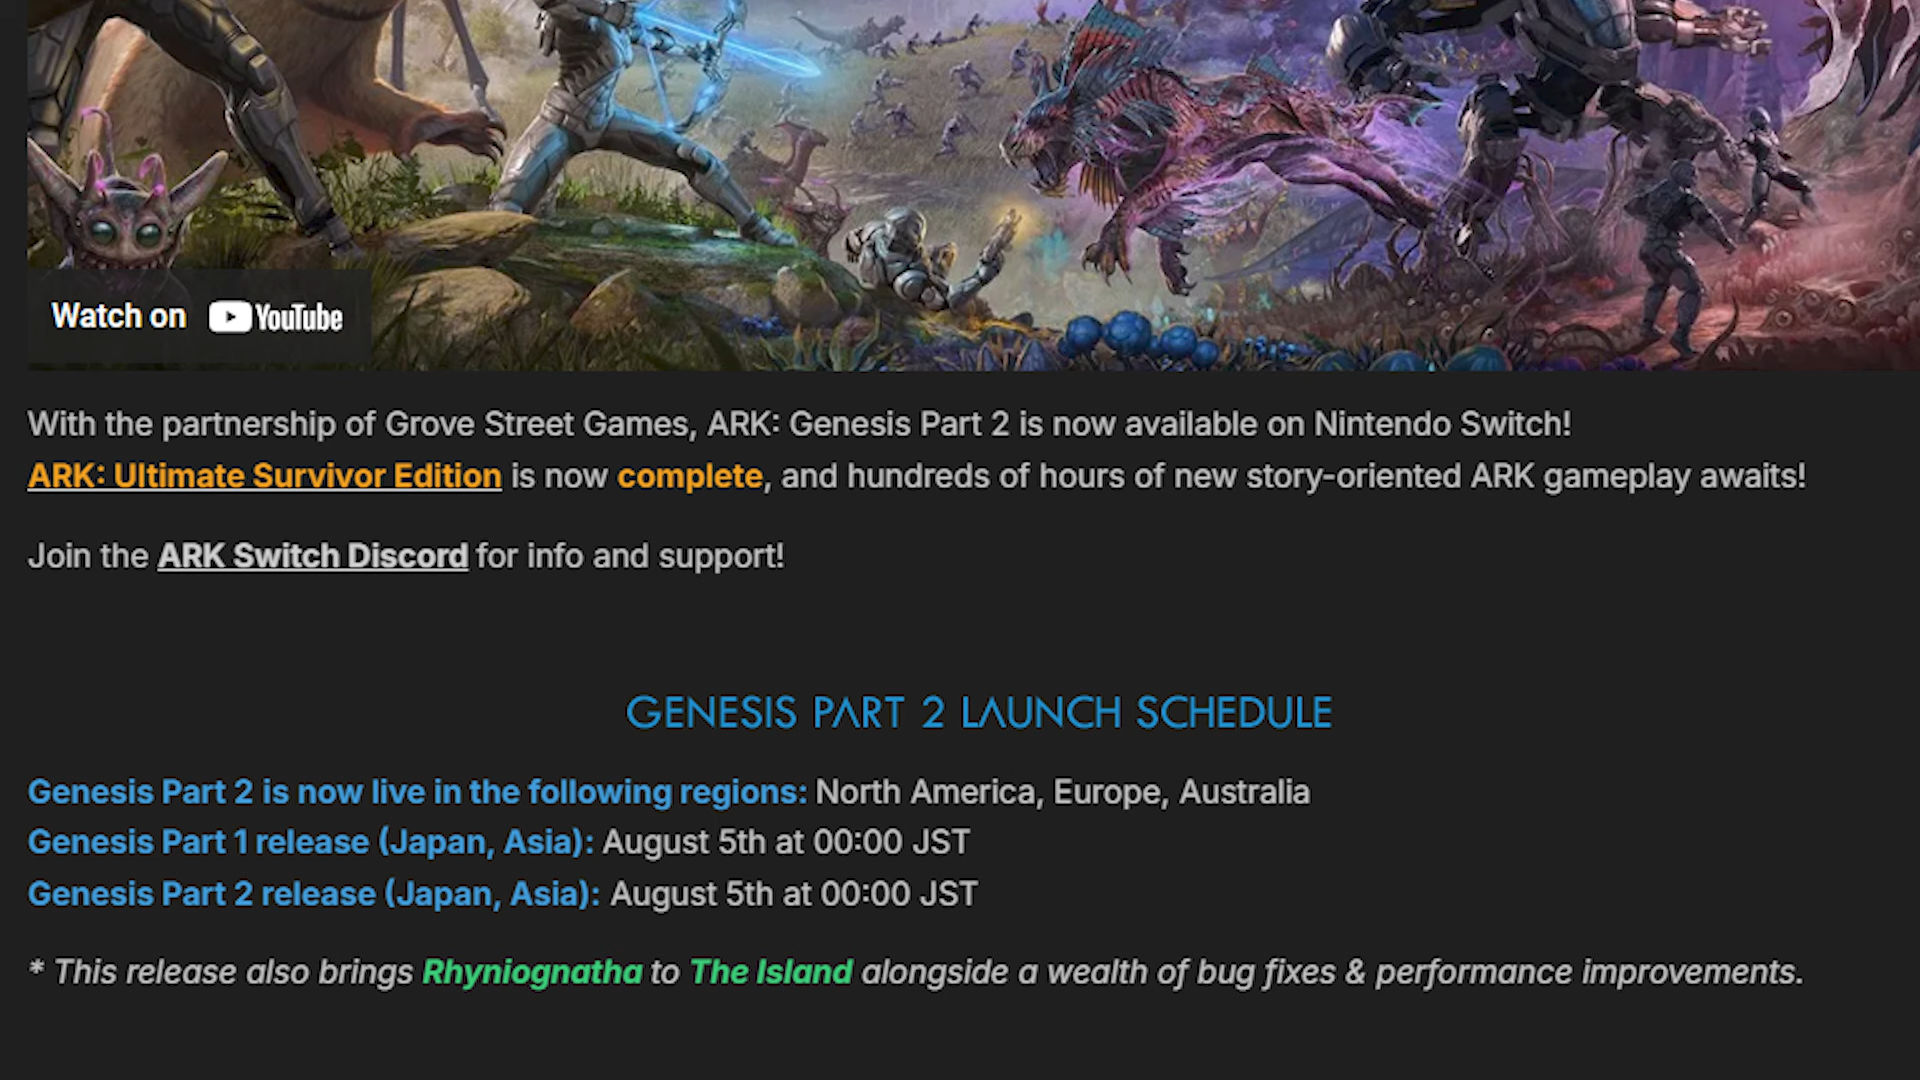 Watch on YouTube
With the partnership of Grove Street Games, ARK: Genesis Part 2 is now available on Nintendo Switch!
ARK: Ultimate Survivor Edition is now complete, and hundreds of hours of new story-oriented ARK gameplay awaits!
Join the ARK Switch Discord for info and support!
GENESIS PART 2 LAUNCH SCHEDULE
Genesis Part 2 is now live in the following regions: North America, Europe, Australia
Genesis Part 1 release (Japan, Asia): August 5th at 00:00 JST
Genesis Part 2 release (Japan, Asia): August 5th at 00:00 JST
* This release also brings Rhyniognatha to The Island alongside a wealth of bug fixes & performance improvements.